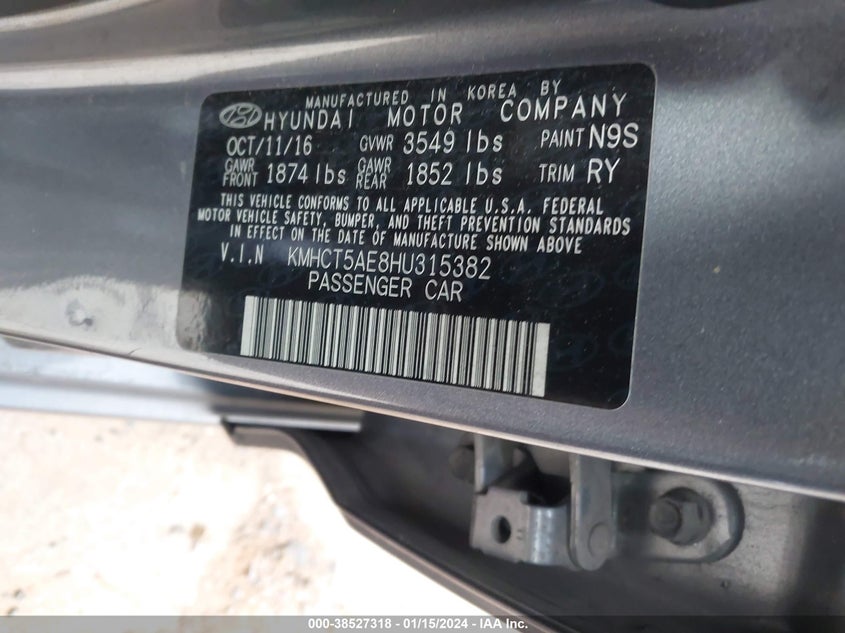 MANUFACTURED IN KOREA BY
HYUNDAI MOTOR COMPANY
OCT/11/16 GVWR 3549 lbs PAINT N9S
GAWR FRONT 1874 lbs GAWR REAR 1852 lbs TRIM RY
THIS VEHICLE CONFORMS TO ALL APPLICABLE U.S.A. FEDERAL
MOTOR VEHICLE SAFETY, BUMPER, AND THEFT PREVENTION STANDARDS
IN EFFECT ON THE DATE OF MANUFACTURE SHOWN ABOVE.
V.I.N KMHCT5AE8HU315382
PASSENGER CAR
000-38527318 - 01/15/2024 - IAA Inc.